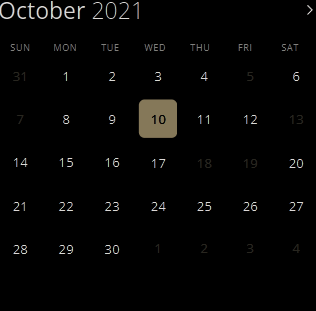 October 2021
SUN MON TUE WED THU FRI SAT
31 1 2 3 4 5 6
7 8 9 10 11 12 13
14 15 16 17 18 19 20
21 22 23 24 25 26 27
28 29 30 1 2 3 4